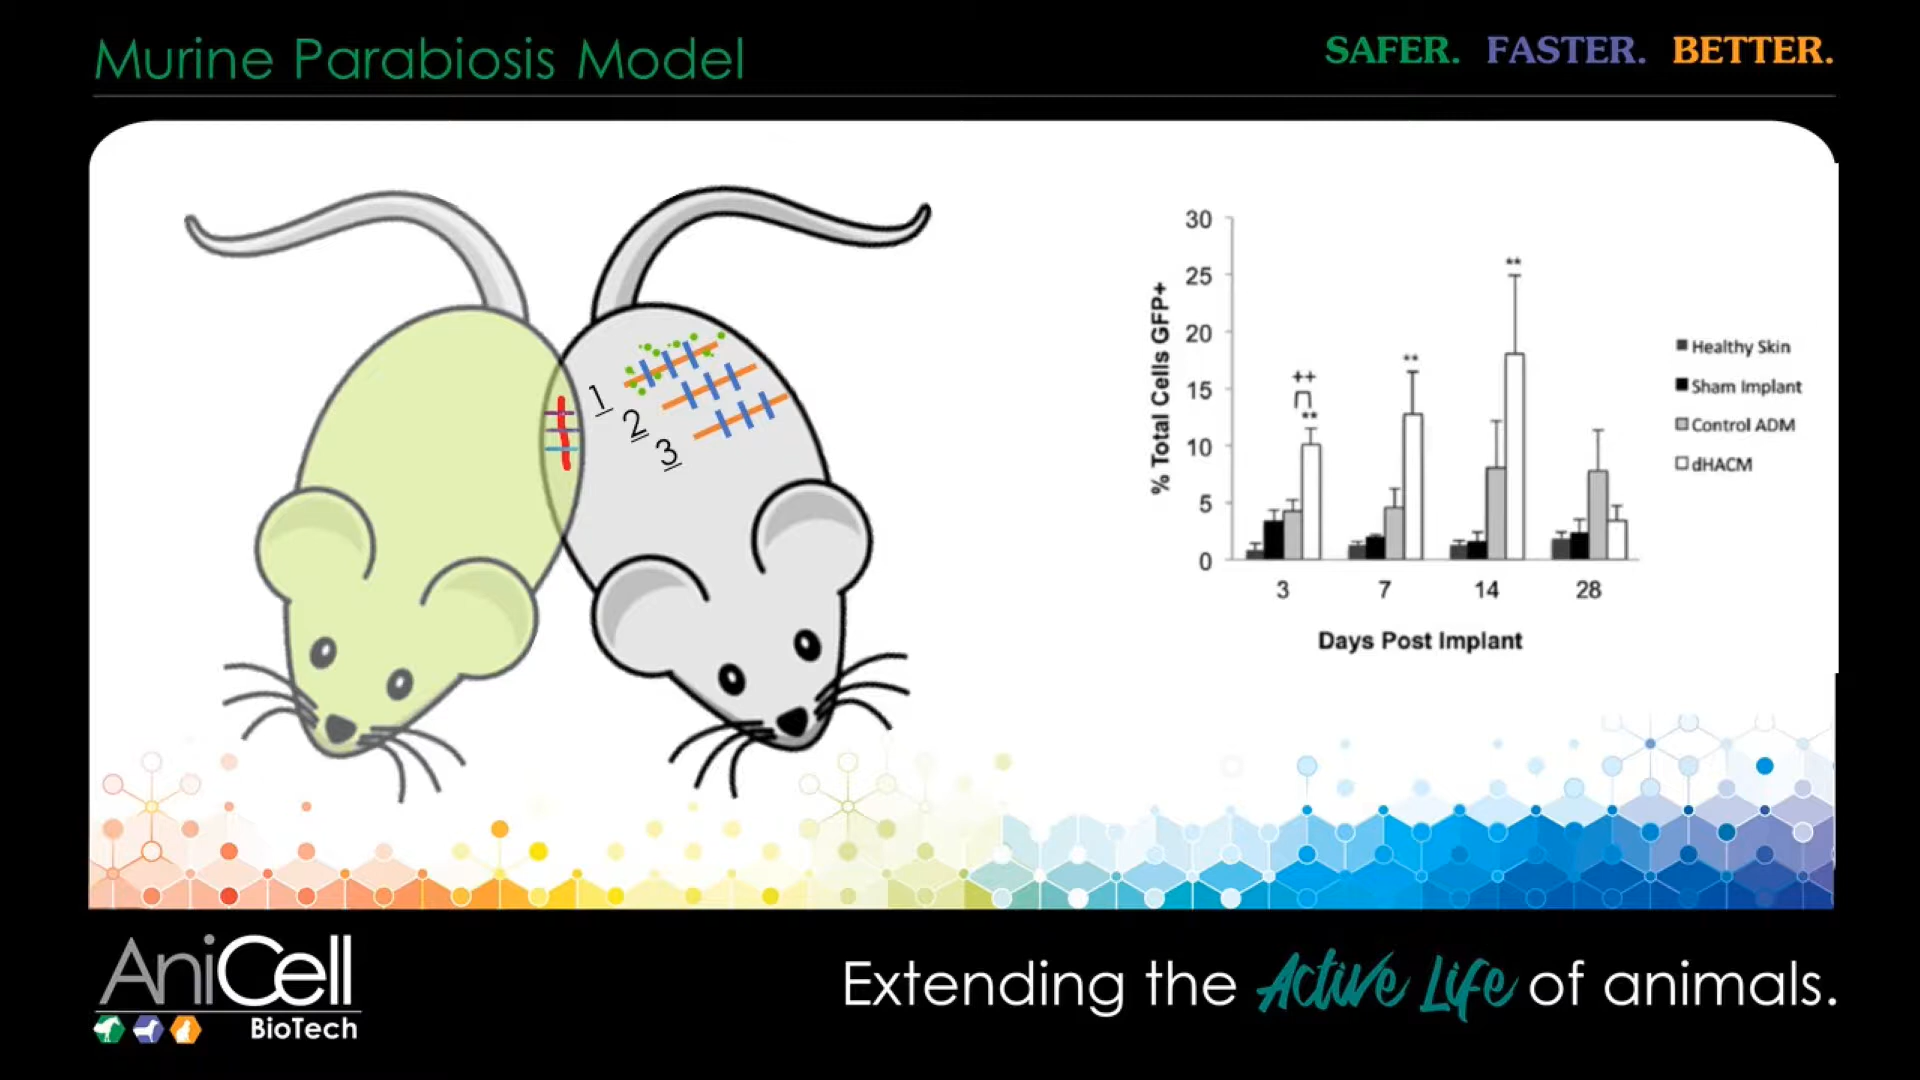 Murine Parabiosis Model
SAFER. FASTER. BETTER.
1
2
3
30
25
20
15
10
5
0
% Total Cells GFP+
++
**
**
**
3 7 14 28
Days Post Implant
Healthy Skin
Sham Implant
Control ADM
dHACM
AniCell
BioTech
Extending the Active Life of animals.